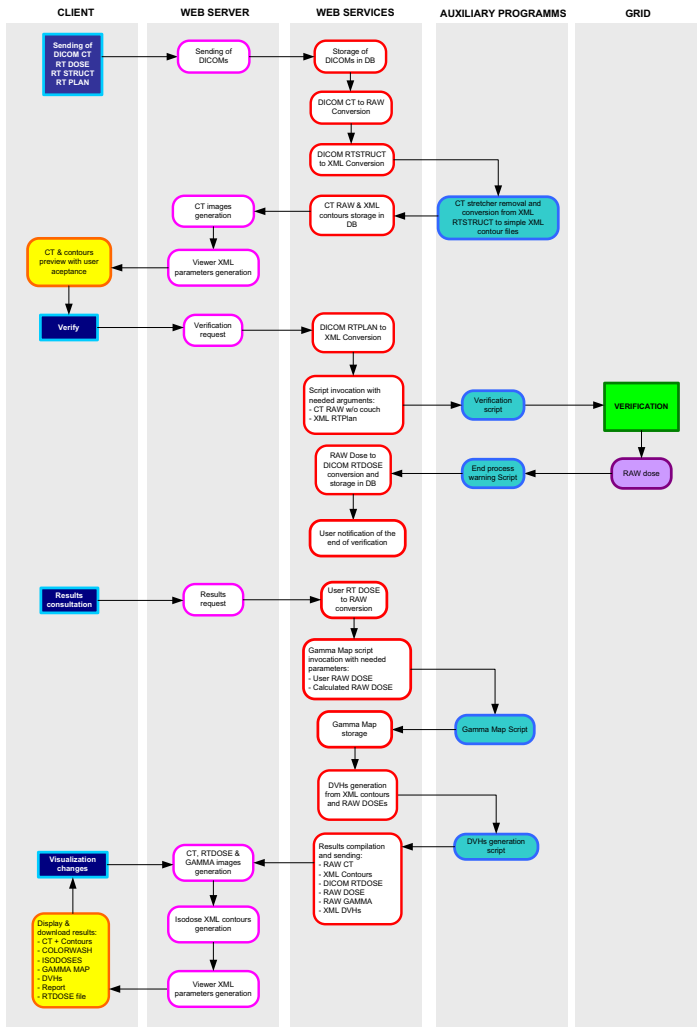 CLIENT
WEB SERVER
WEB SERVICES
AUXILIARY PROGRAMMS
GRID
Sending of
DICOM CT
RT DOSE
RT STRUCT
RT PLAN
Sending of
DICOMs
Storage of
DICOMs in DB
DICOM CT to RAW
Conversion
DICOM RTSTRUCT
to XML Conversion
CT stretcher removal and
conversion from XML
RTSTRUCT to simple XML
contour files
CT RAW & XML
contours storage in
DB
CT images
generation
Viewer XML
parameters generation
CT & contours
preview with user
aceptance
Verify
Verification
request
DICOM RTPLAN to
XML Conversion
Script invocation with
needed arguments:
- CT RAW w/o couch
- XML RTPlan
Verification
script
VERIFICATION
RAW dose
End process
warning Script
RAW Dose to
DICOM RTDOSE
conversion and
storage in DB
User notification of the
end of verification
Results
consultation
Results
request
User RT DOSE
to RAW
conversion
Gamma Map script
invocation with needed
parameters:
- User RAW DOSE
- Calculated RAW DOSE
Gamma Map Script
Gamma Map
storage
DVHs generation
from XML contours
and RAW DOSEs
DVHs generation
script
Results compilation
and sending:
- RAW CT
- XML Contours
- DICOM RTDOSE
- RAW DOSE
- RAW GAMMA
- XML DVHs
CT, RTDOSE &
GAMMA images
generation
Isodose XML contours
generation
Viewer XML
parameters generation
Visualization
changes
Display &
download results:
- CT + Contours
- COLORWASH
- ISODOSES
- GAMMA MAP
- DVHs
- Report
- RTDOSE file